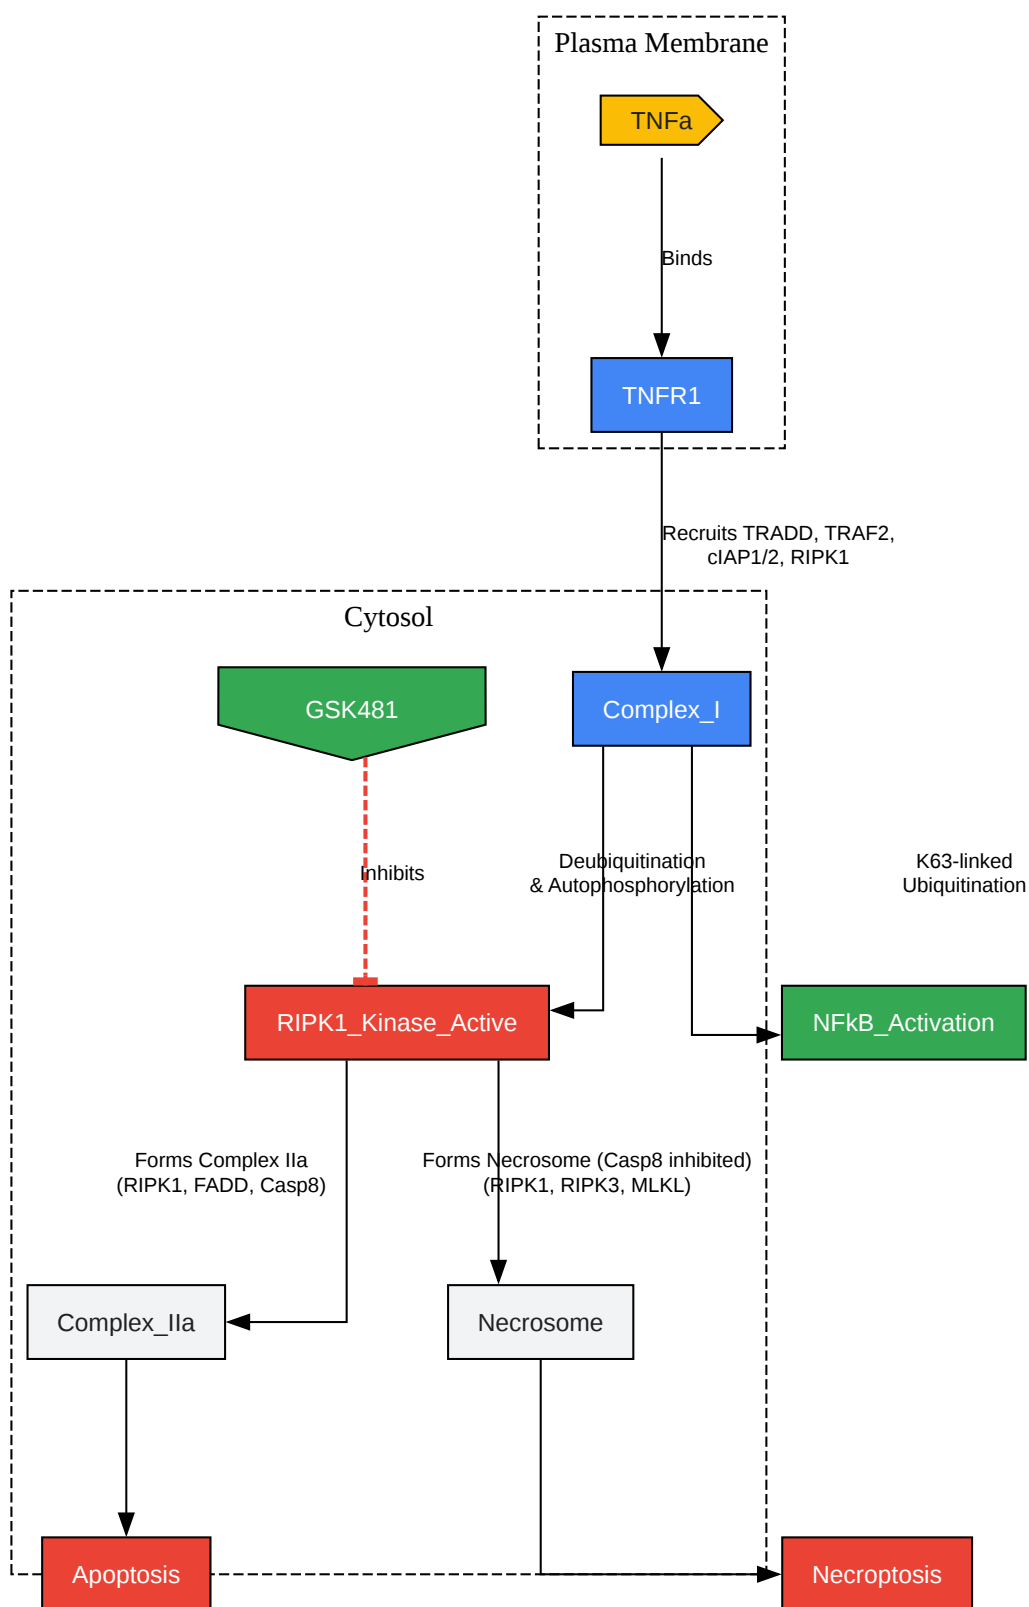 Plasma Membrane
TNFa
Binds
TNFR1
Recruits TRADD, TRAF2,
cIAP1/2, RIPK1
Cytosol
GSK481
Complex_I
Inhibits
Deubiquitination
& Autophosphorylation
K63-linked
Ubiquitination
RIPK1_Kinase_Active
NFkB_Activation
Forms Complex IIa
(RIPK1, FADD, Casp8)
Forms Necrosome (Casp8 inhibited)
(RIPK1, RIPK3, MLKL)
Complex_IIa
Necrosome
Apoptosis
Necroptosis